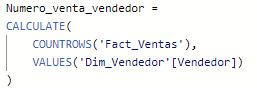 Numero_venta_vendedor =
CALCULATE(
    COUNTROWS('Fact_Ventas'),
    VALUES('Dim_Vendedor'[Vendedor])
)